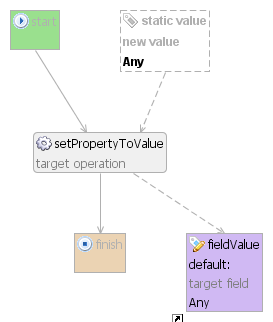 start
static value
new value
Any
setPropertyToValue
target operation
finish
fieldValue
default:
target field
Any